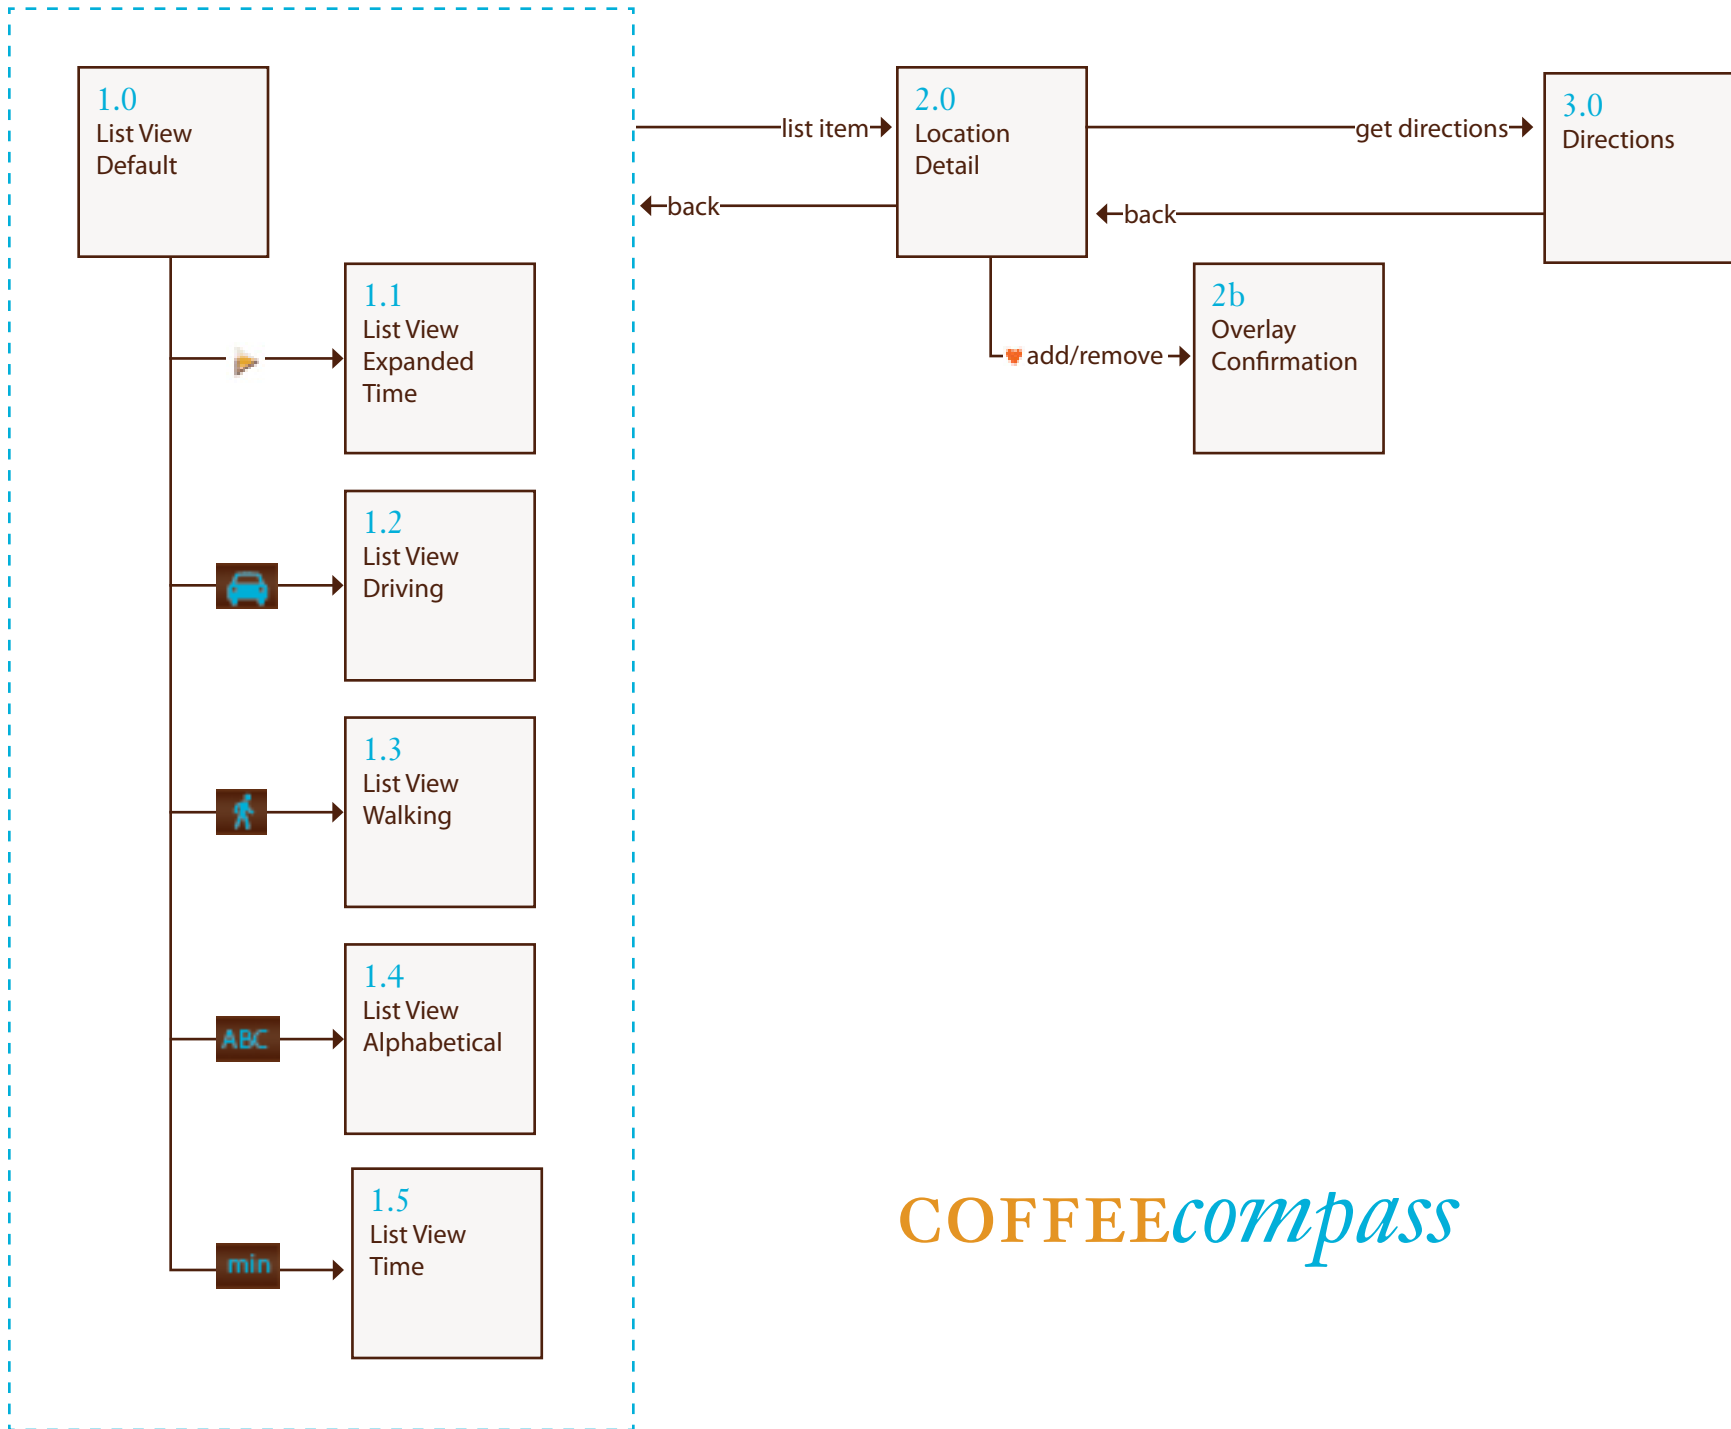 1.0
List View
Default
list item
back
2.0
Location
Detail
get directions
back
3.0
Directions
1.1
List View
Expanded
Time
add/remove
2b
Overlay
Confirmation
1.2
List View
Driving
1.3
List View
Walking
ABC
1.4
List View
Alphabetical
min
1.5
List View
Time
COFFEEcompass